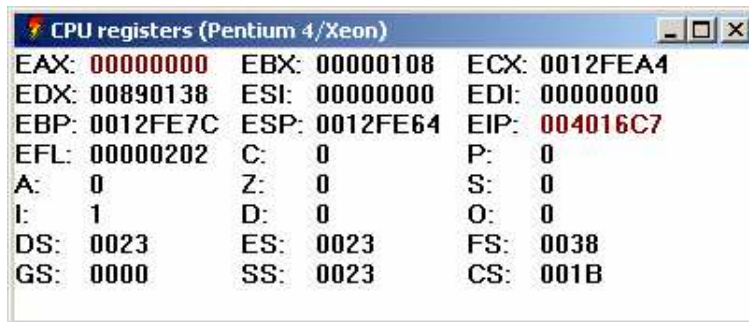 CPU registers (Pentium 4/Xeon)
EAX: 00000000 EBX: 00000108 ECX: 0012FEA4
EDX: 00890138 ESI: 00000000 EDI: 00000000
EBP: 0012FE7C ESP: 0012FE64 EIP: 004016C7
EFL: 00000202 C: 0 P: 0
A: 0 Z: 0 S: 0
I: 1 D: 0 O: 0
DS: 0023 ES: 0023 FS: 0038
GS: 0000 SS: 0023 CS: 001B